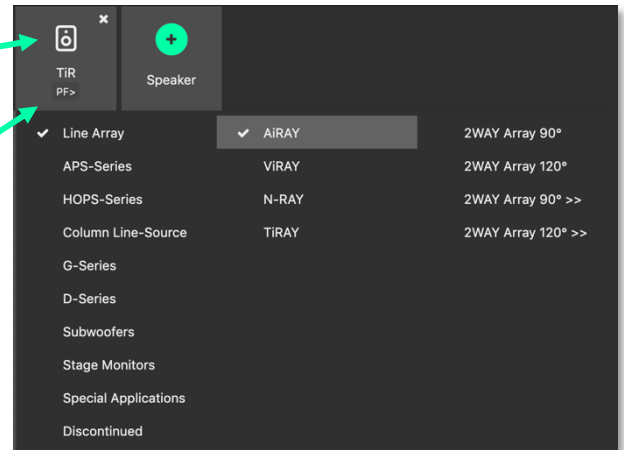 TiR
PF>
Speaker
Line Array
APS-Series
HOPS-Series
Column Line-Source
G-Series
D-Series
Subwoofers
Stage Monitors
Special Applications
Discontinued
AiRAY
ViRAY
N-RAY
TiRAY
2WAY Array 90°
2WAY Array 120°
2WAY Array 90° >>
2WAY Array 120° >>